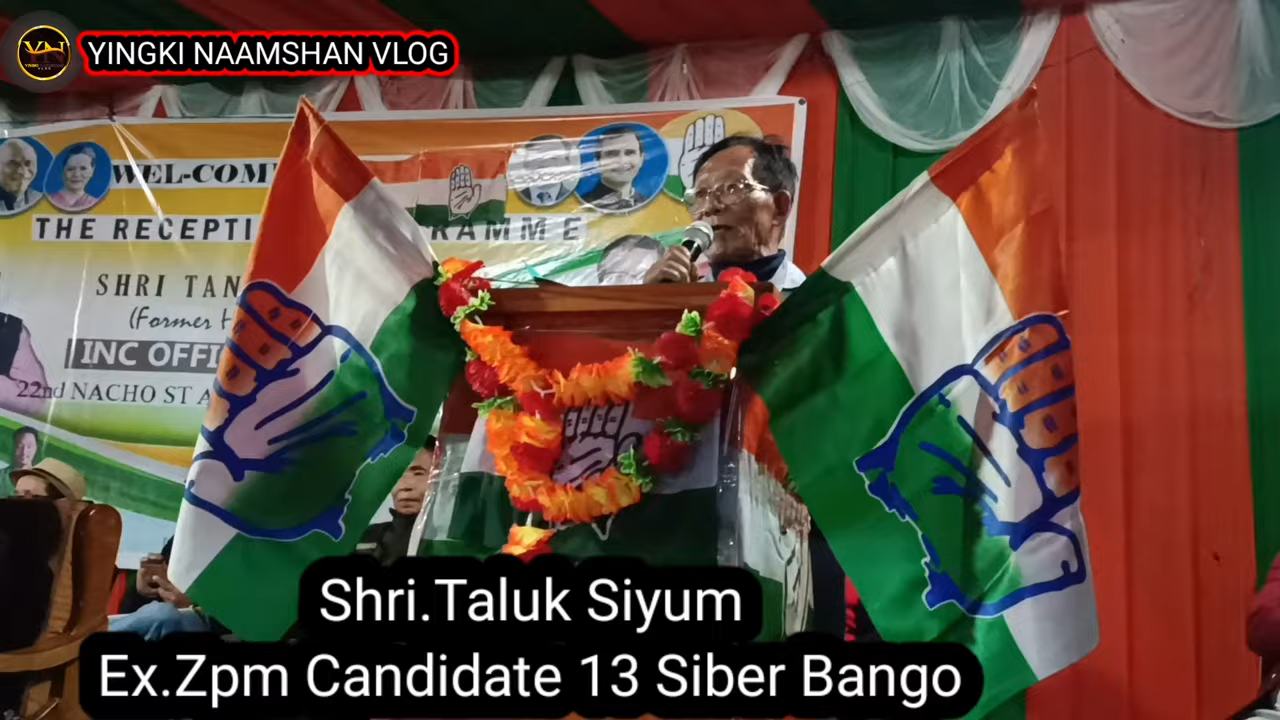 YINGKI NAAMSHAN VLOG
WEL-COM
THE RECEPTI RAMME
SHRI TAN
(Former
INC OFFI
22nd NACHO ST A
Shri.Taluk Siyum
Ex.Zpm Candidate 13 Siber Bango